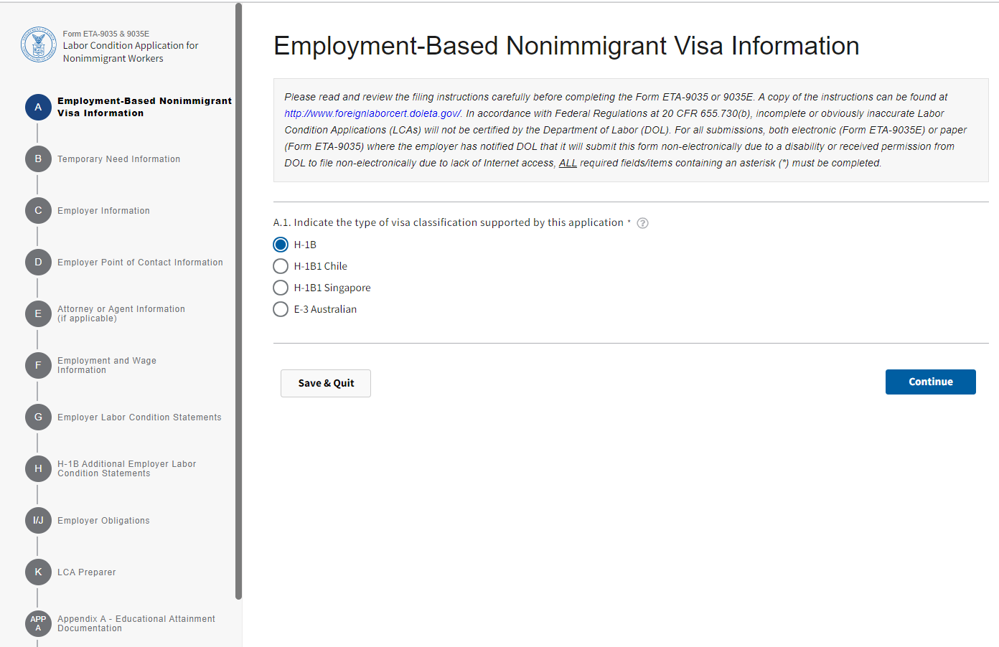 Form ETA-9035 & 9035E
Labor Condition Application for
Nonimmigrant Workers
A
Employment-Based Nonimmigrant
Visa Information
B
Temporary Need Information
C
Employer Information
D
Employer Point of Contact Information
E
Attorney or Agent Information
(if applicable)
F
Employment and Wage
Information
G
Employer Labor Condition Statements
H
H-1B Additional Employer Labor
Condition Statements
I/J
Employer Obligations
K
LCA Preparer
APP
A
Appendix A - Educational Attainment
Documentation
Employment-Based Nonimmigrant Visa Information
Please read and review the filing instructions carefully before completing the Form ETA-9035 or 9035E. A copy of the instructions can be found at
http://www.foreignlaborcert.doleta.gov/. In accordance with Federal Regulations at 20 CFR 655.730(b), incomplete or obviously inaccurate Labor
Condition Applications (LCAs) will not be certified by the Department of Labor (DOL). For all submissions, both electronic (Form ETA-9035E) or paper
(Form ETA-9035) where the employer has notified DOL that it will submit this form non-electronically due to a disability or received permission from
DOL to file non-electronically due to lack of Internet access, ALL required fields/items containing an asterisk (*) must be completed.
A.1. Indicate the type of visa classification supported by this application * ?
H-1B
H-1B1 Chile
H-1B1 Singapore
E-3 Australian
Save & Quit
Continue